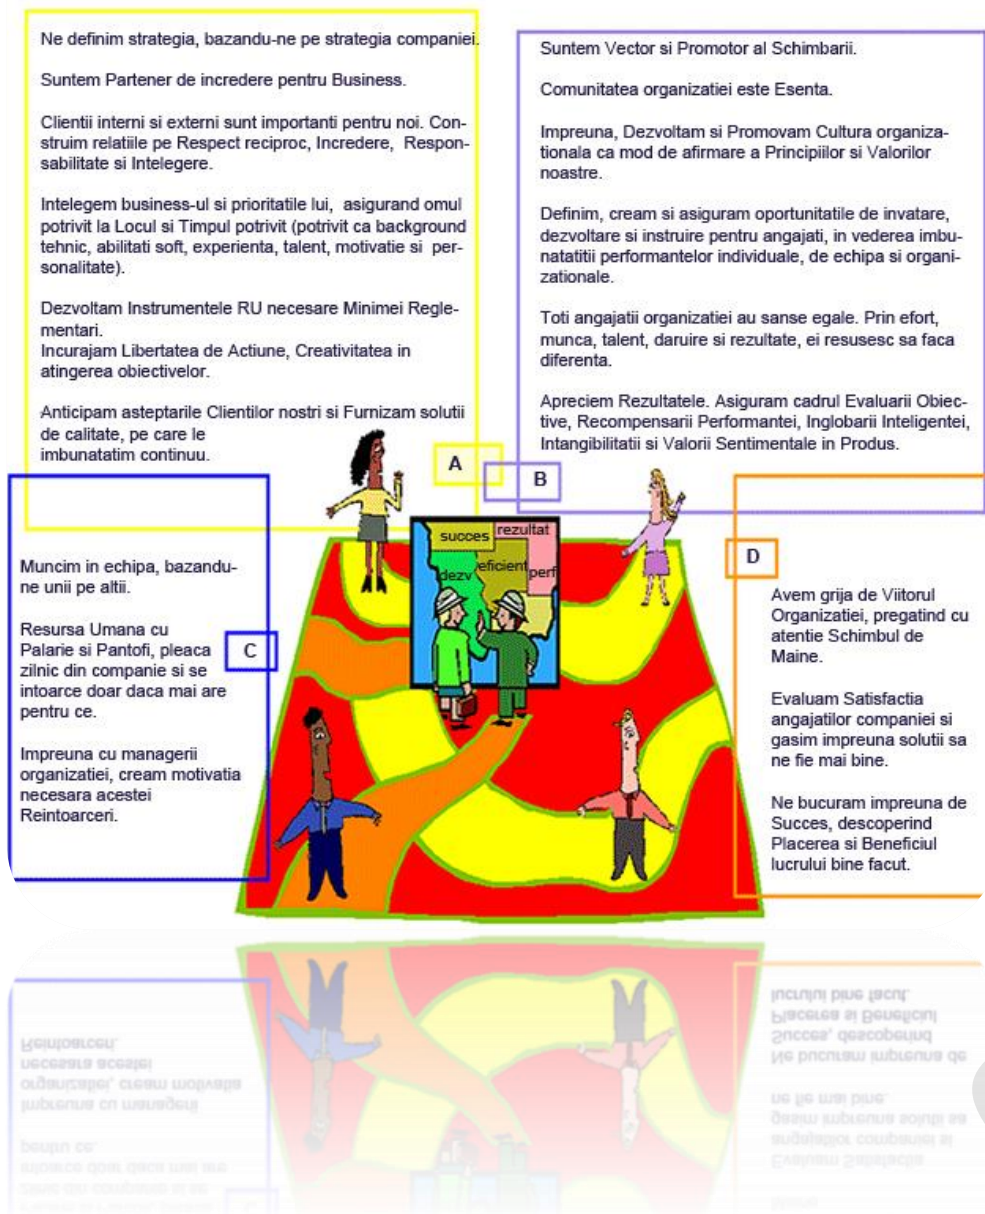 Ne definim strategia, bazandu-ne pe strategia companiei.
Suntem Partener de incredere pentru Business.
Clientii interni si externi sunt importanti pentru noi. Con-
struim relatiile pe Respect reciproc, Incredere, Respon-
sabilitate si Intelegere.
Intelegem business-ul si prioritatile lui, asigurand omul
potrivit la Locul si Timpul potrivit (potrivit ca background
tehnic, abilitati soft, experienta, talent, motivatie si per-
sonalitate).
Dezvoltam Instrumentele RU necesare Minimei Regle-
mentari.
Incurajam Libertatea de Actiune, Creativitatea in
atingerea obiectivelor.
Anticipam asteptarile Clientilor nostri si Furnizam solutii
de calitate, pe care le
imbunatatim continuu.
A
Suntem Vector si Promotor al Schimbarii.
Comunitatea organizatiei este Esenta.
Impreuna, Dezvoltam si Promovam Cultura organiza-
tionala ca mod de afirmare a Principiilor si Valorilor
noastre.
Definim, cream si asiguram oportunitatile de invatare,
dezvoltare si instruire pentru angajati, in vederea imbu-
natatitii performantelor individuale, de echipa si organi-
zationale.
Toti angajatii organizatiei au sanse egale. Prin efort,
munca, talent, daruire si rezultate, ei resusesc sa faca
diferenta.
Apreciem Rezultatele. Asiguram cadrul Evaluarii Obiec-
tive, Recompensarii Performantei, Inglobarii Inteligentei,
Intangibilitatii si Valorii Sentimentale in Produs.
B
succes
rezultat
dezv
eficient
perf
Muncim in echipa, bazandu-
ne unii pe altii.
Resursa Umana cu
Palarie si Pantofi, pleaca
zilnic din companie si se
intoarce doar daca mai are
pentru ce.
Impreuna cu managerii
organizatiei, cream motivatia
necesara acestei
Reintoarceri.
C
D
Avem grija de Viitorul
Organizatiei, pregatind cu
atentie Schimbul de
Maine.
Evaluam Satisfactia
angajatilor companiei si
gasim impreuna solutii sa
ne fie mai bine.
Ne bucuram impreuna de
Succes, descoperind
Placerea si Beneficiul
lucrului bine facut.